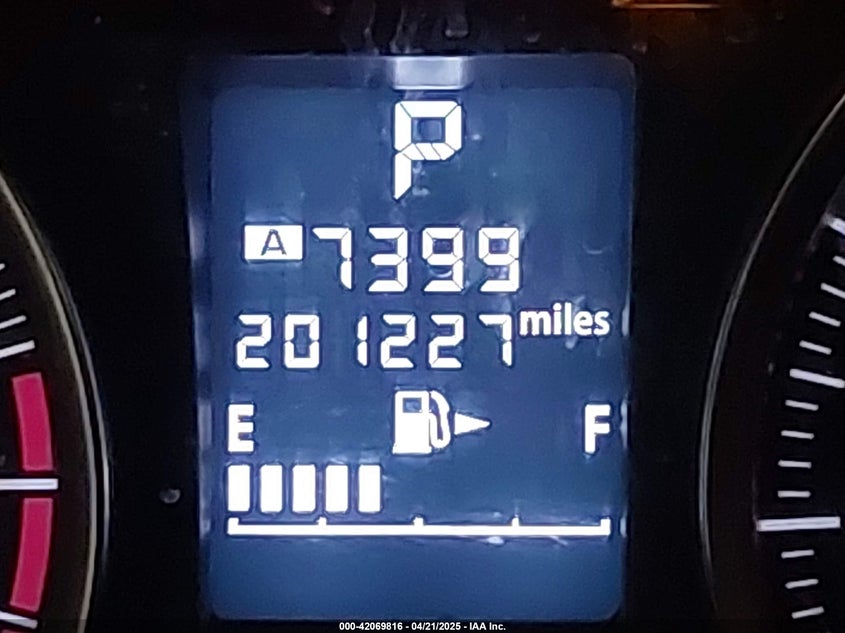 P
A 7399
201227 miles
E F
000-42069816 - 04/21/2025 - IAA Inc.